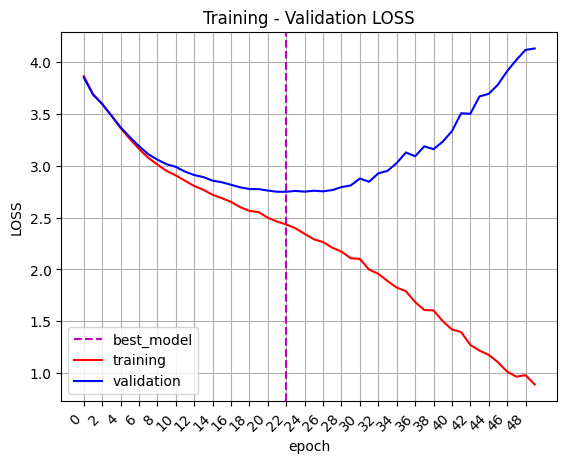 Training - Validation LOSS
LOSS
4.0
3.5
3.0
2.5
2.0
1.5
1.0
best_model
training
validation
0 2 4 6 8 10 12 14 16 18 20 22 24 26 28 30 32 34 36 38 40 42 44 46 48
epoch